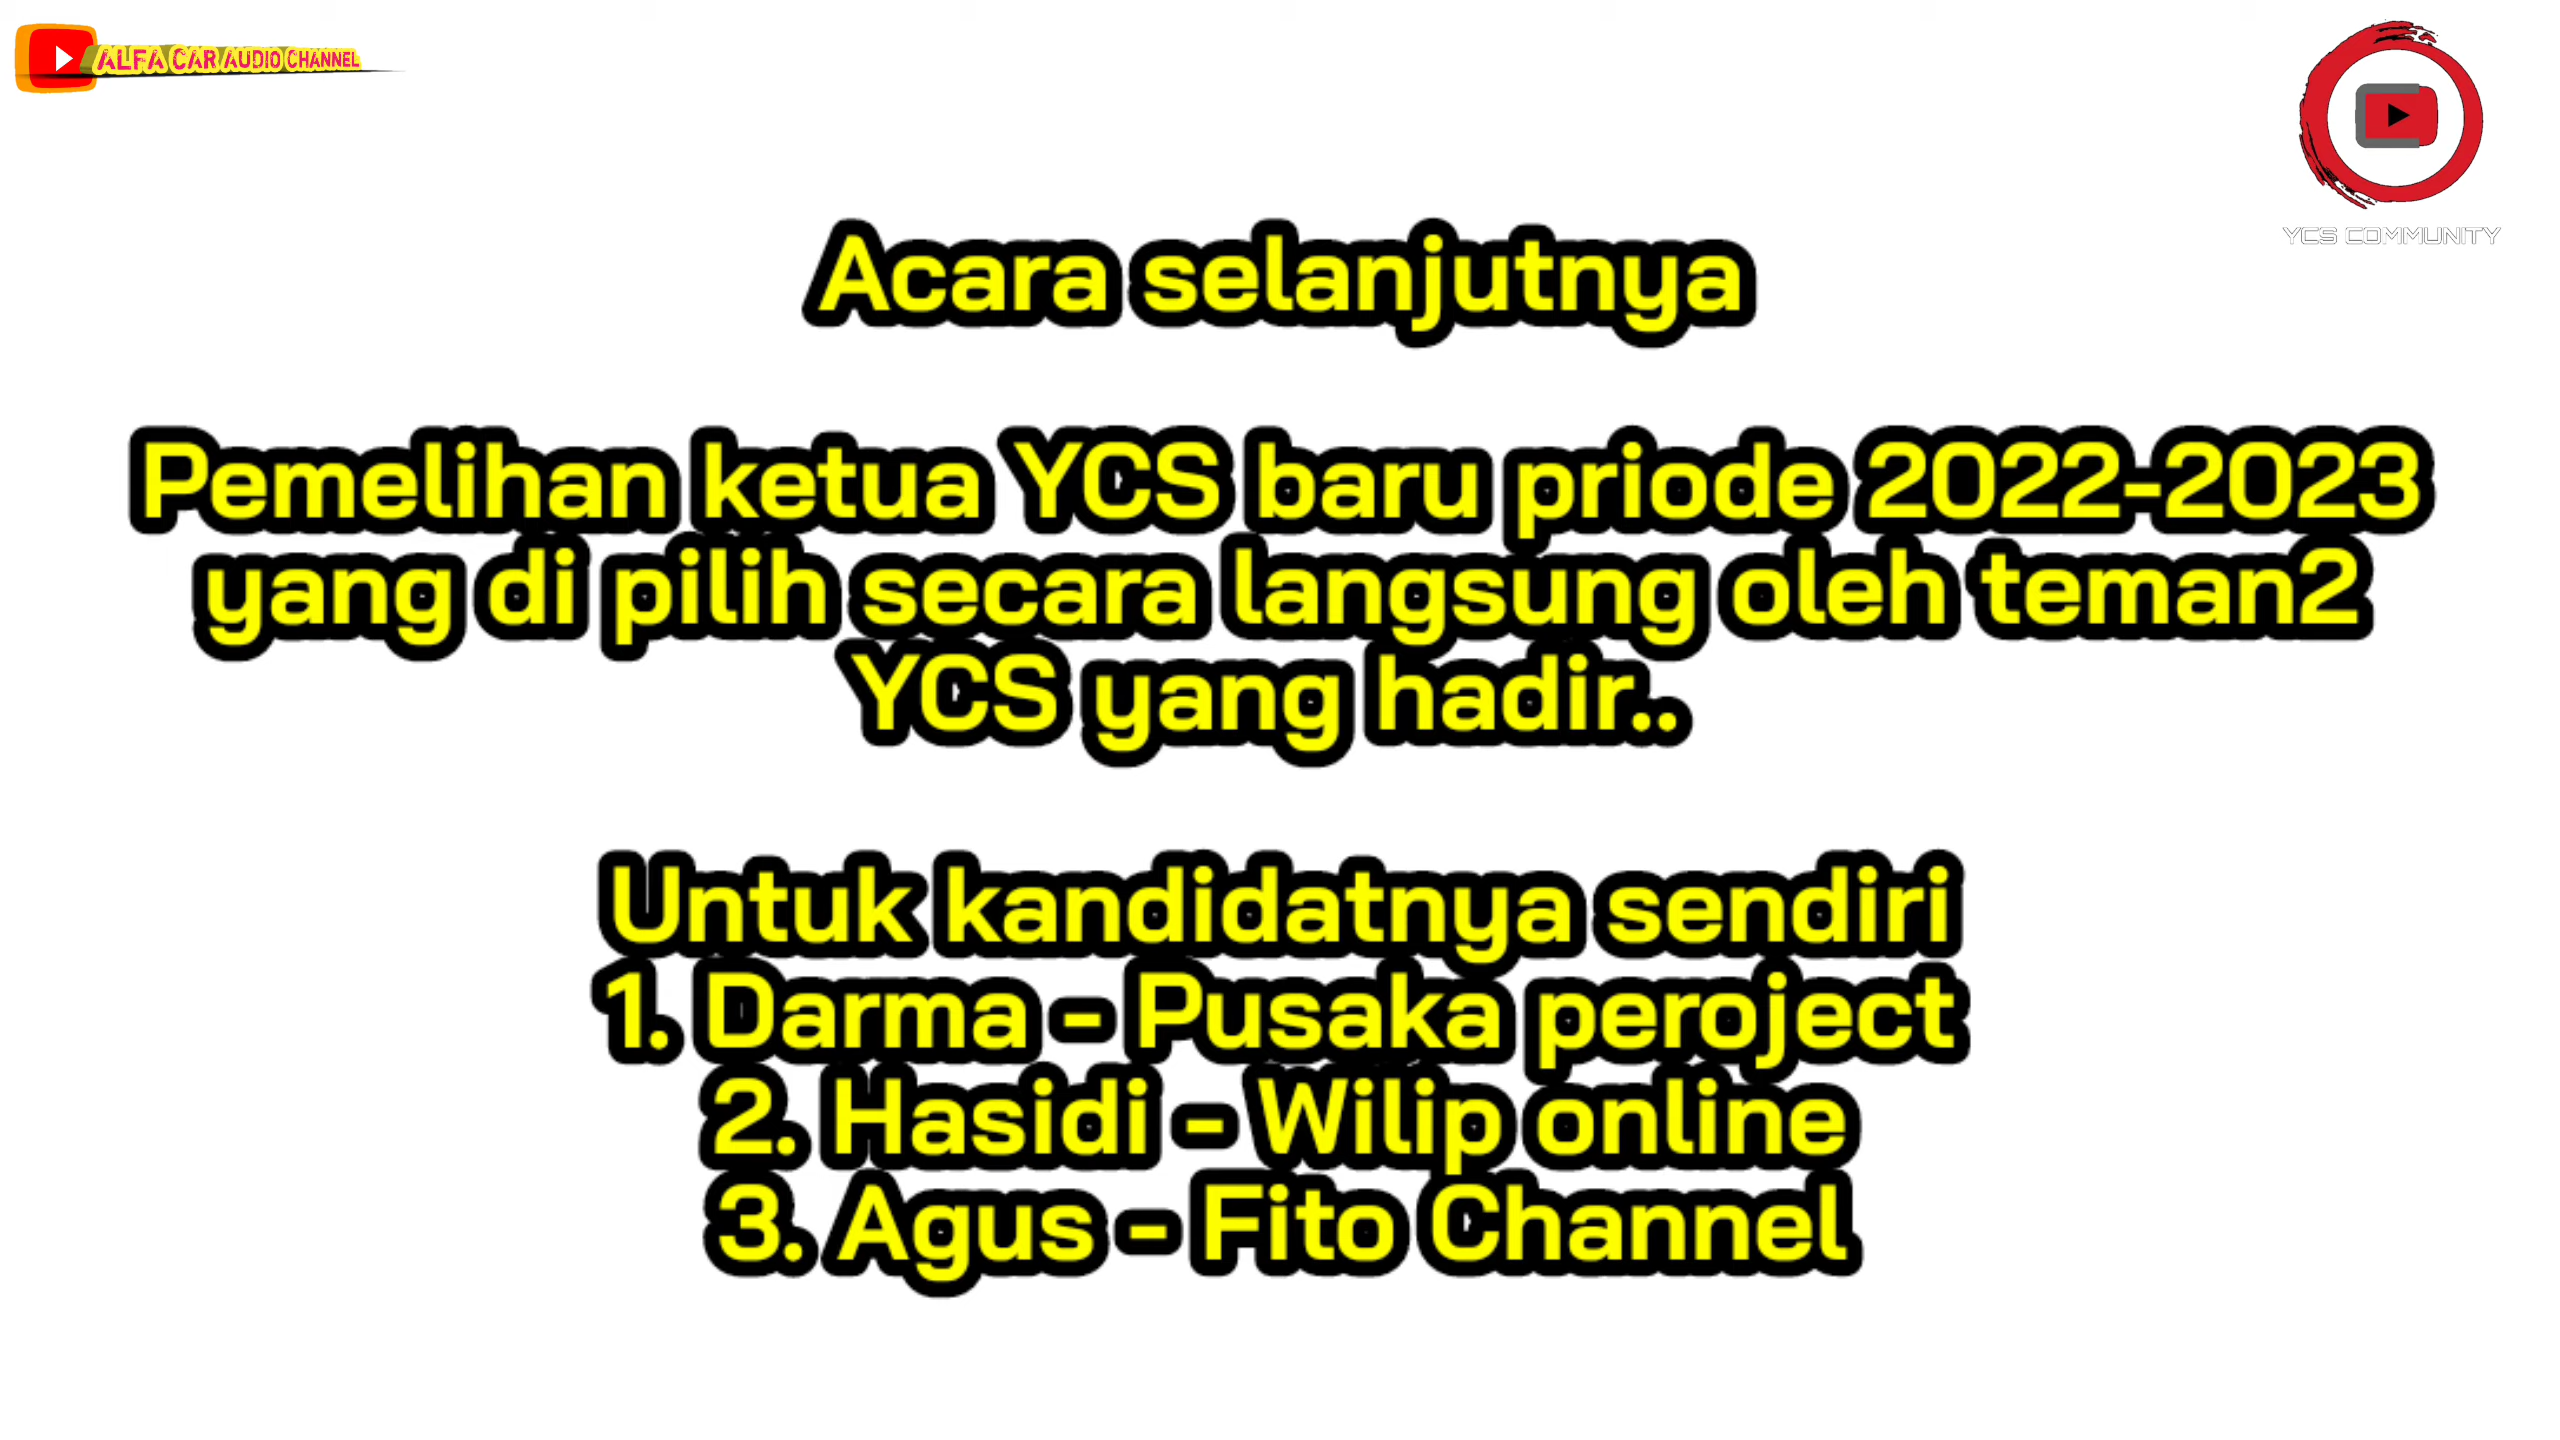 ALFA CAR AUDIO CHANNEL
YCS COMMUNITY
Acara selanjutnya
Pemelihan ketua YCS baru priode 2022-2023
yang di pilih secara langsung oleh teman2
YCS yang hadir..
Untuk kandidatnya sendiri
1. Darma - Pusaka peroject
2. Hasidi - Wilip online
3. Agus - Fito Channel